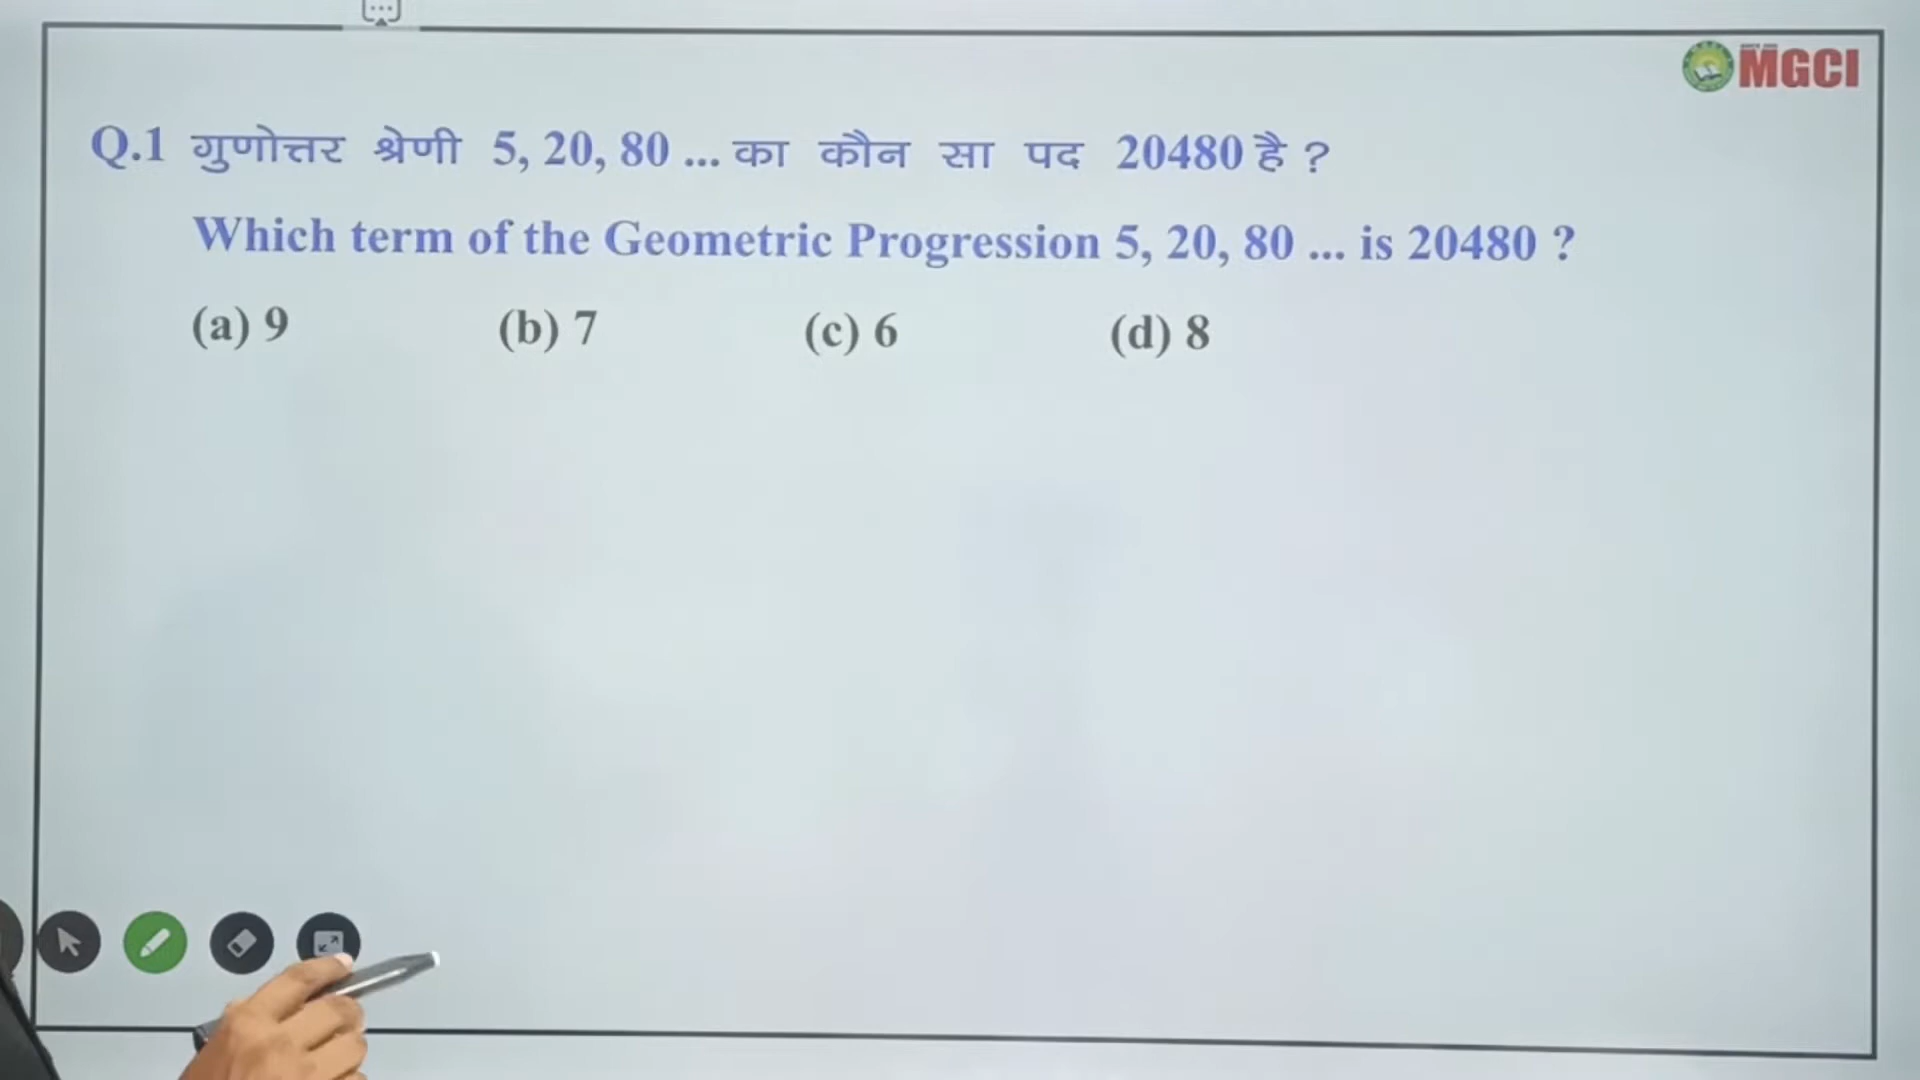 MGCI
Q.1 गुणोत्तर श्रेणी 5, 20, 80 ... का कौन सा पद 20480 है ?
Which term of the Geometric Progression 5, 20, 80 ... is 20480 ?
(a) 9 (b) 7 (c) 6 (d) 8